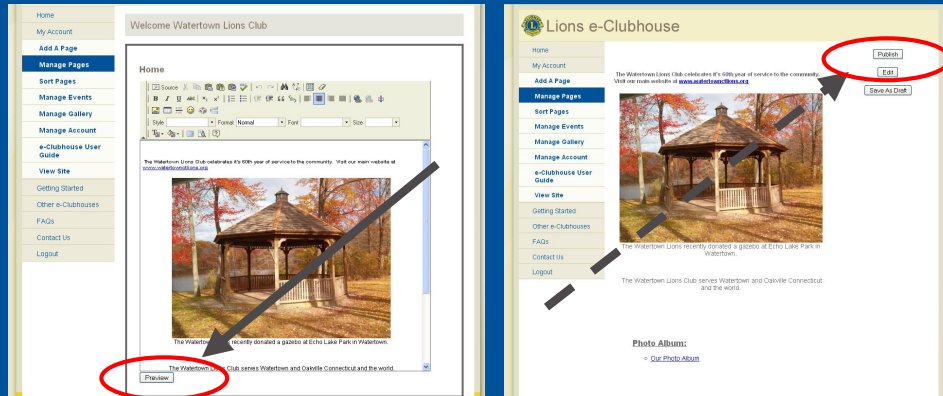 Home
My Account
Add A Page
Manage Pages
Sort Pages
Manage Events
Manage Gallery
Manage Account
e-Clubhouse User
Guide
View Site
Getting Started
Other e-Clubhouses
FAQs
Contact Us
Logout
Welcome Watertown Lions Club
Home
Source
Style
Format Normal
Font
Size
The Watertown Lions Club celebrates it's 60th year of service to the community. Visit our main website at
www.watertownctlions.org
The Watertown recently donated a gazebo at Echo Lake Park in Watertown.
The Watertown Lions Club serves Watertown and Oakville Connecticut and the world.
Preview
Lions e-Clubhouse
Home
My Account
Add A Page
Manage Pages
Sort Pages
Manage Events
Manage Gallery
Manage Account
e-Clubhouse User
Guide
View Site
Getting Started
Other e-Clubhouses
FAQs
Contact Us
Logout
The Watertown Lions Club celebrates it's 60th year of service to the community.
Visit our main website at www.watertownctlions.org
The Watertown Lions recently donated a gazebo at Echo Lake Park in
Watertown.
The Watertown Lions Club serves Watertown and Oakville Connecticut
and the world.
Photo Album:
Our Photo Album
Publish
Edit
Save As Draft